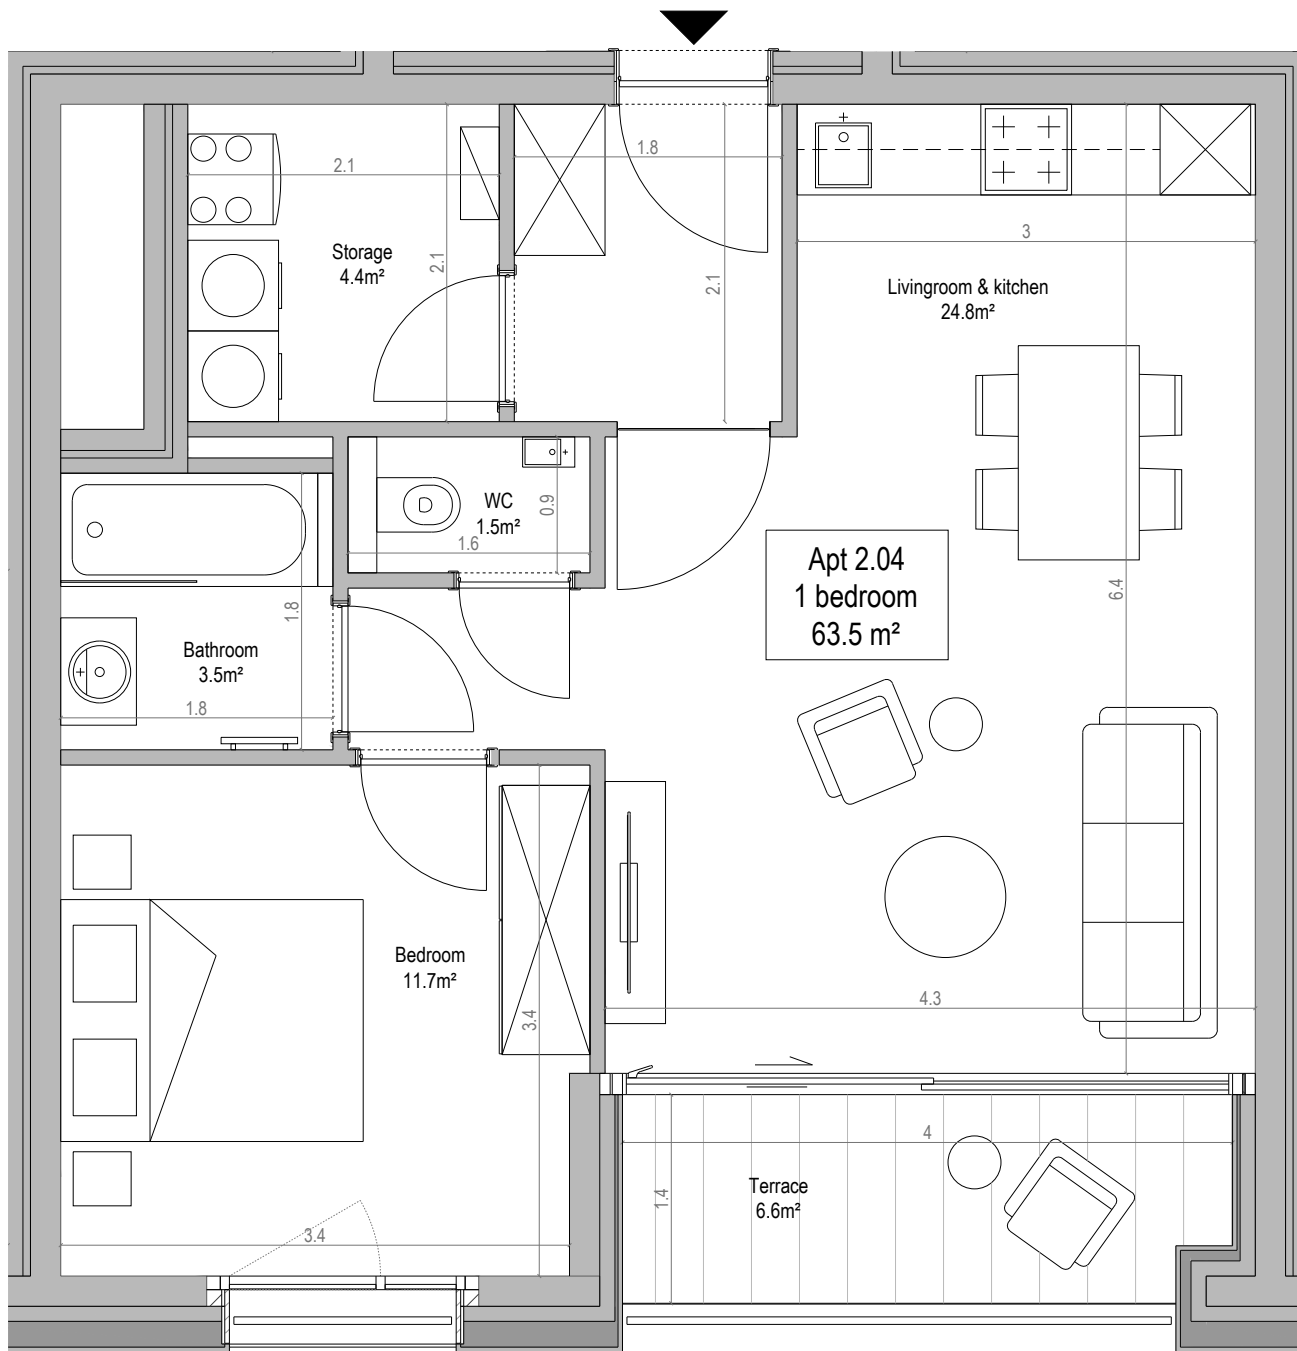 1.8
2.1
Storage
4.4m²
2.1
2.1
3
Livingroom & kitchen
24.8m²
WC
1.5m²
0.9
1.6
Apt 2.04
1 bedroom
63.5 m²
6.4
1.8
Bathroom
3.5m²
1.8
Bedroom
11.7m²
3.4
4.3
4
Terrace
6.6m²
1.4
3.4